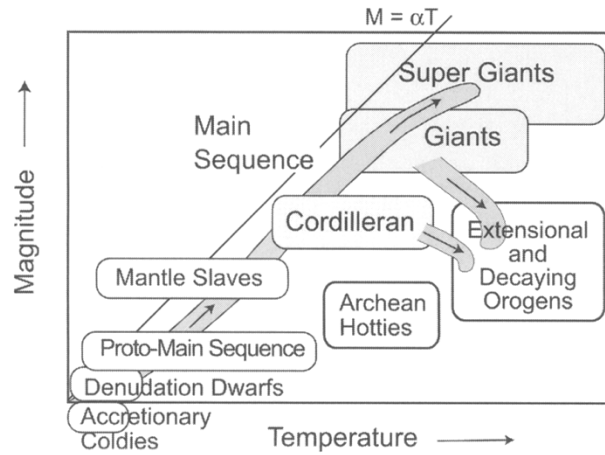 M = αT
Super Giants
Main
Sequence
Giants
Cordilleran
Extensional
and
Decaying
Orogens
Mantle Slaves
Archean
Hotties
Proto-Main Sequence
Denudation Dwarfs
Accretionary
Coldies
Magnitude
Temperature